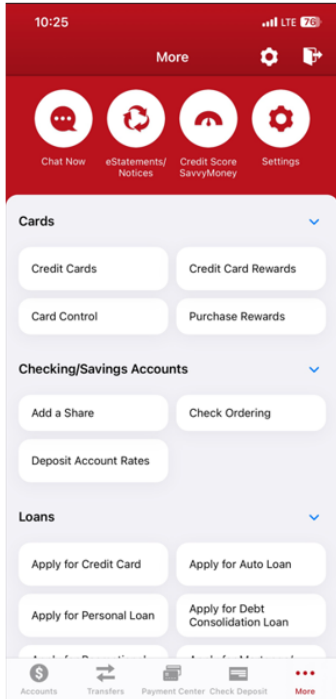 10:25
LTE 76
More
Chat Now
eStatements/
Notices
Credit Score
SavvyMoney
Settings
Cards
Credit Cards
Credit Card Rewards
Card Control
Purchase Rewards
Checking/Savings Accounts
Add a Share
Check Ordering
Deposit Account Rates
Loans
Apply for Credit Card
Apply for Auto Loan
Apply for Personal Loan
Apply for Debt
Consolidation Loan
Accounts
Transfers
Payment Center
Check Deposit
More